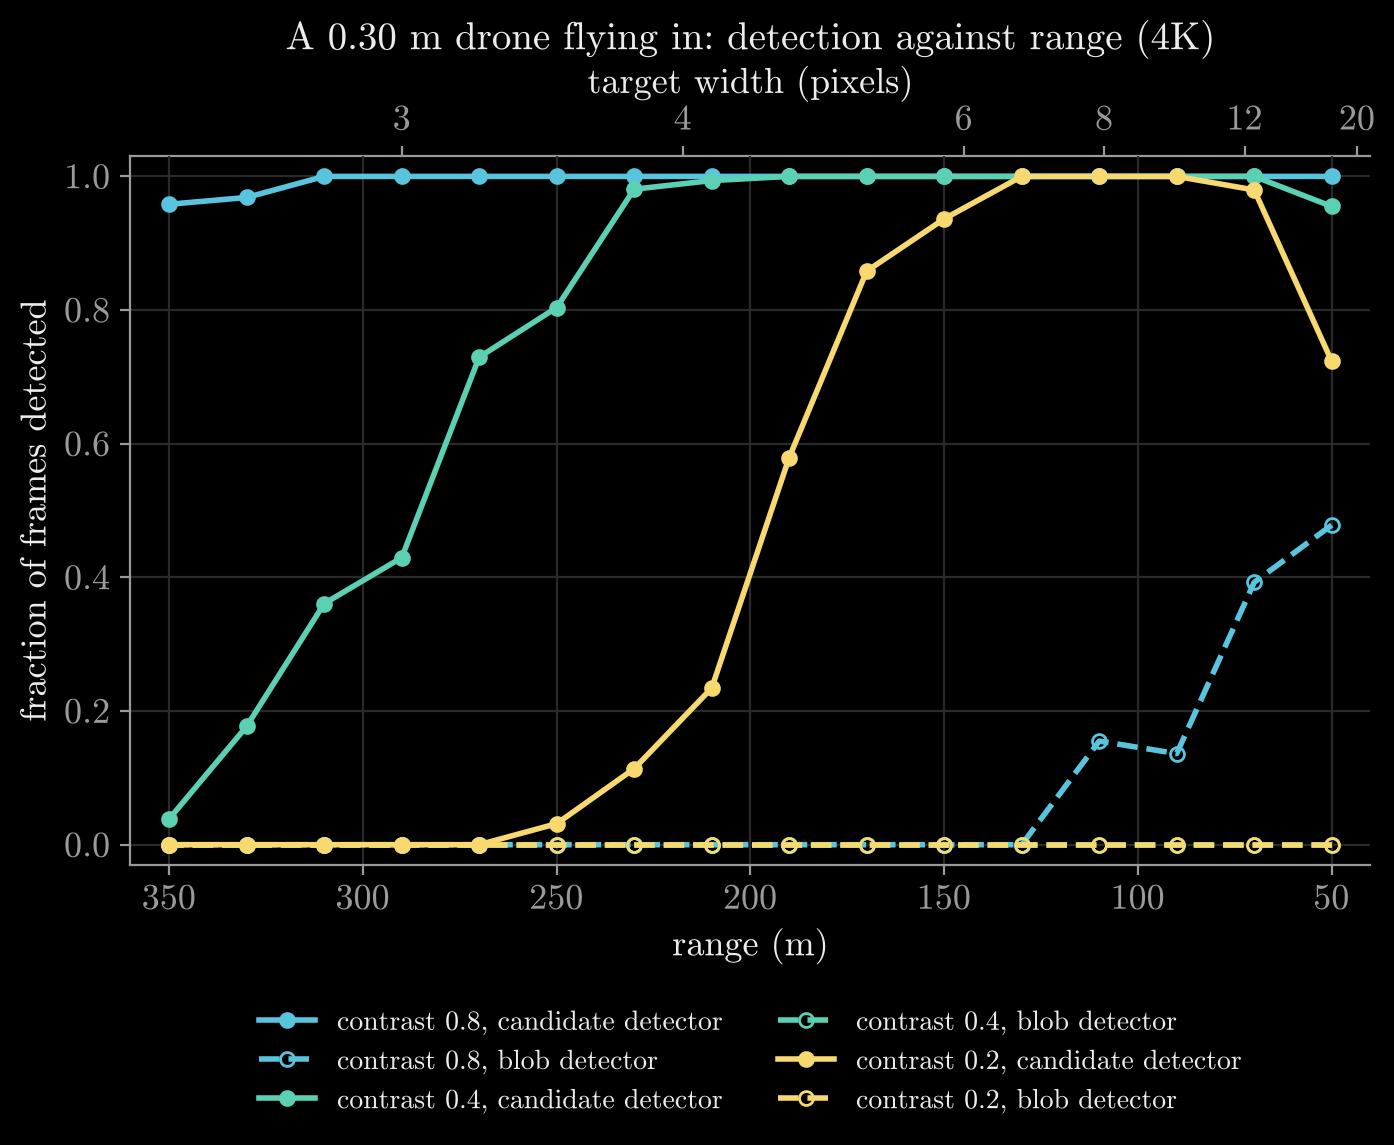 A 0.30 m drone flying in: detection against range (4K)
target width (pixels)
3 4 6 8 12 20
1.0
0.8
0.6
0.4
0.2
0.0
fraction of frames detected
350 300 250 200 150 100 50
range (m)
contrast 0.8, candidate detector
contrast 0.8, blob detector
contrast 0.4, candidate detector
contrast 0.4, blob detector
contrast 0.2, candidate detector
contrast 0.2, blob detector